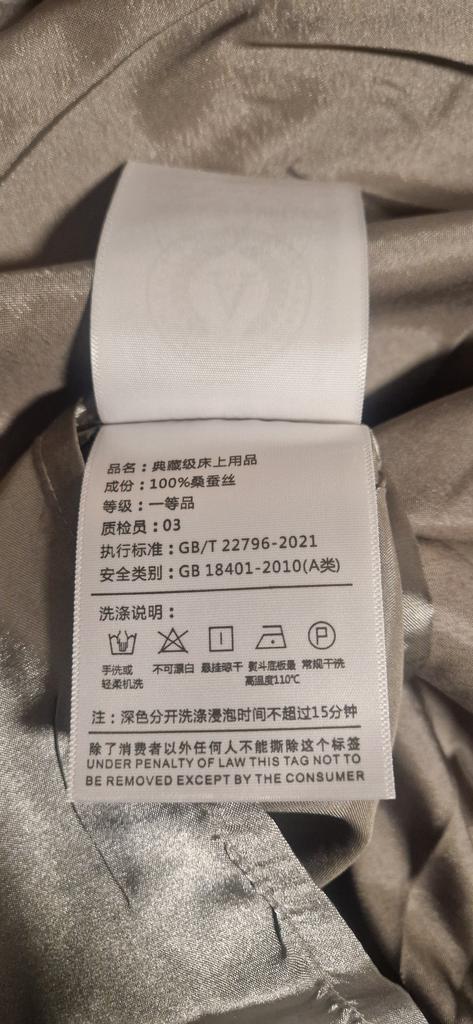 品名：典藏级床上用品
成份：100%桑蚕丝
等级：一等品
质检员：03
执行标准：GB/T 22796-2021
安全类别：GB 18401-2010(A类)
洗涤说明：
P
手洗或 不可漂白 悬挂晾干 熨斗底板最 常规干洗
轻柔机洗 高温度110℃
注：深色分开洗涤浸泡时间不超过15分钟
除了消费者以外任何人不能撕除这个标签
UNDER PENALTY OF LAW THIS TAG NOT TO
BE REMOVED EXCEPT BY THE CONSUMER